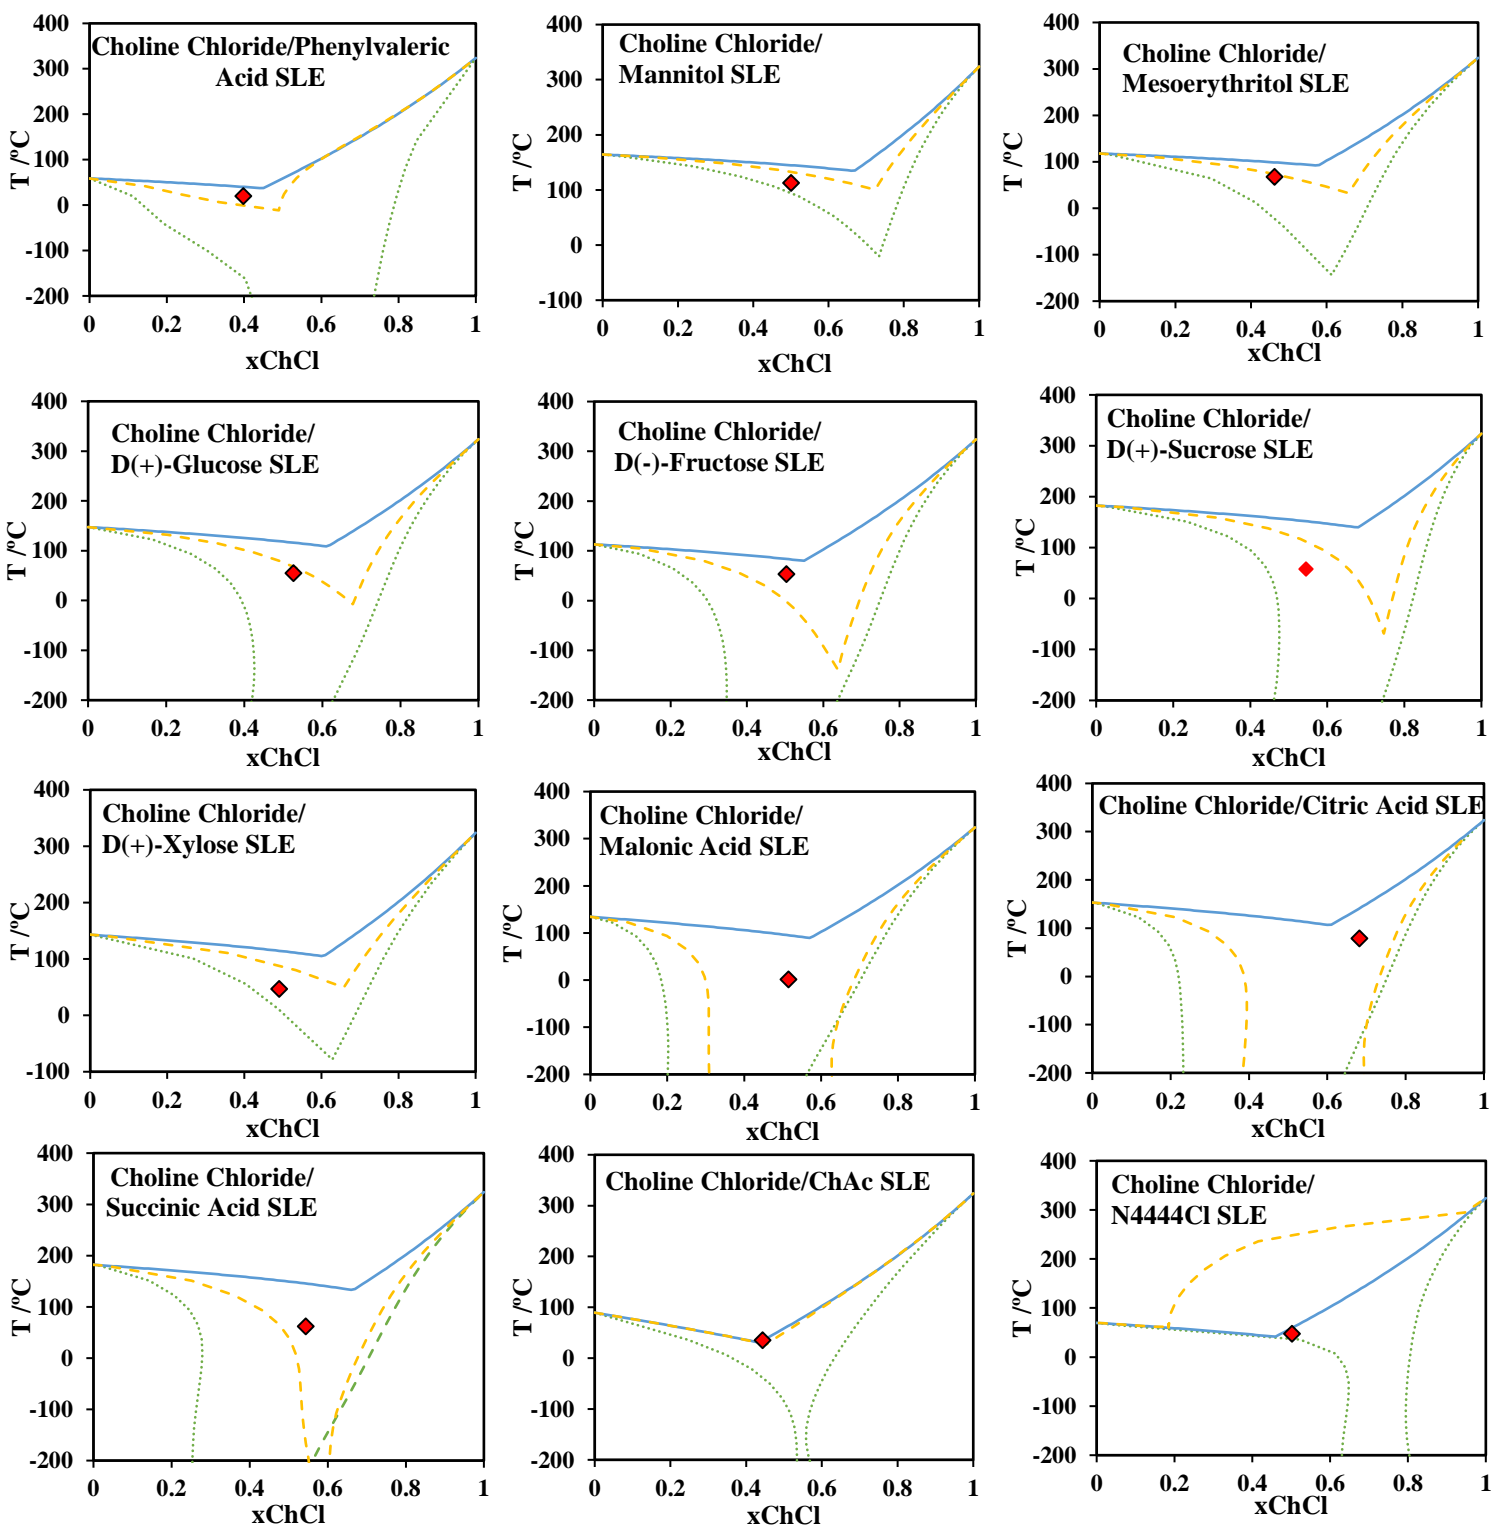 Choline Chloride/Phenylvaleric
Acid SLE
T /ºC
400
300
200
100
0
-100
-200
0 0.2 0.4 0.6 0.8 1
xChCl
Choline Chloride/
Mannitol SLE
T /ºC
400
300
200
100
0
-100
0 0.2 0.4 0.6 0.8 1
xChCl
Choline Chloride/
Mesoerythritol SLE
T /ºC
400
300
200
100
0
-100
-200
0 0.2 0.4 0.6 0.8 1
xChCl
Choline Chloride/
D(+)-Glucose SLE
T /ºC
400
300
200
100
0
-100
-200
0 0.2 0.4 0.6 0.8 1
xChCl
Choline Chloride/
D(-)-Fructose SLE
T /ºC
400
300
200
100
0
-100
-200
0 0.2 0.4 0.6 0.8 1
xChCl
Choline Chloride/
D(+)-Sucrose SLE
T /ºC
400
300
200
100
0
-100
-200
0 0.2 0.4 0.6 0.8 1
xChCl
Choline Chloride/
D(+)-Xylose SLE
T /ºC
400
300
200
100
0
-100
0 0.2 0.4 0.6 0.8 1
xChCl
Choline Chloride/
Malonic Acid SLE
T /ºC
400
300
200
100
0
-100
-200
0 0.2 0.4 0.6 0.8 1
xChCl
Choline Chloride/Citric Acid SLE
T /ºC
400
300
200
100
0
-100
-200
0 0.2 0.4 0.6 0.8 1
xChCl
Choline Chloride/
Succinic Acid SLE
T /ºC
400
300
200
100
0
-100
-200
0 0.2 0.4 0.6 0.8 1
xChCl
Choline Chloride/ChAc SLE
T /ºC
400
300
200
100
0
-100
-200
0 0.2 0.4 0.6 0.8 1
xChCl
Choline Chloride/
N4444Cl SLE
T /ºC
400
300
200
100
0
-100
-200
0 0.2 0.4 0.6 0.8 1
xChCl